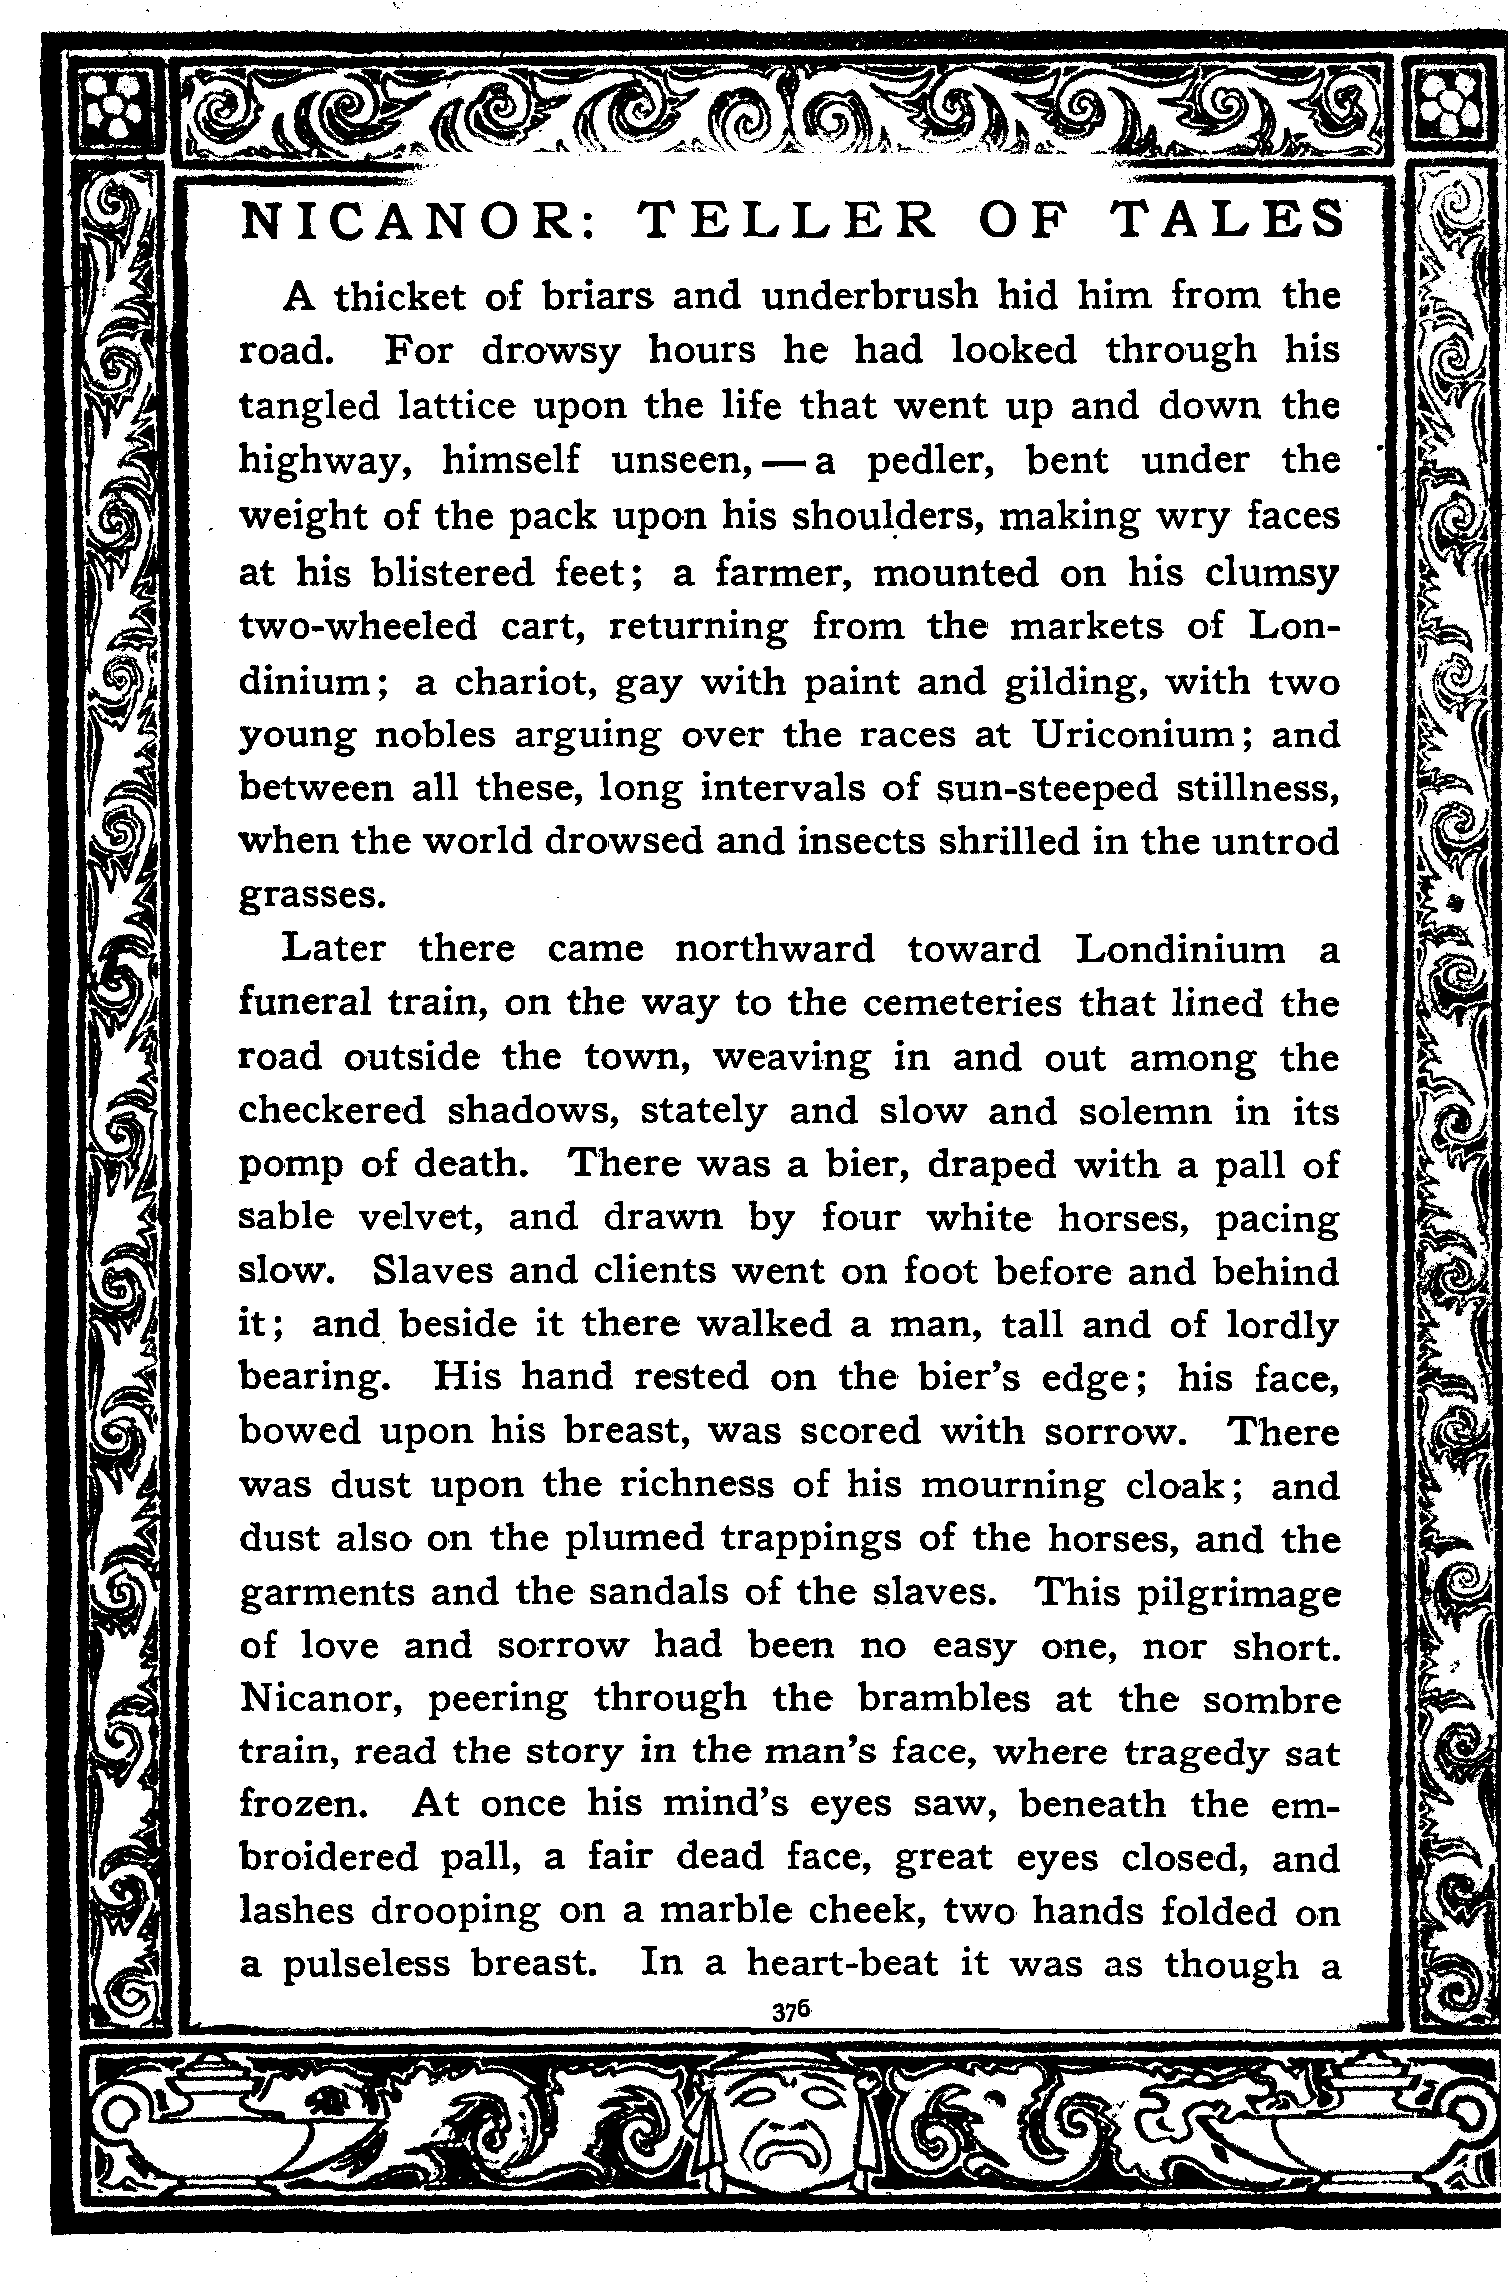 NICANOR: TELLER OF TALES
A thicket of briars and underbrush hid him from the
road. For drowsy hours he had looked through his
tangled lattice upon the life that went up and down the
highway, himself unseen, — a pedler, bent under the
weight of the pack upon his shoulders, making wry faces
at his blistered feet; a farmer, mounted on his clumsy
two-wheeled cart, returning from the markets of Lon-
dinium; a chariot, gay with paint and gilding, with two
young nobles arguing over the races at Uriconium; and
between all these, long intervals of sun-steeped stillness,
when the world drowsed and insects shrilled in the untrod
grasses.
Later there came northward toward Londinium a
funeral train, on the way to the cemeteries that lined the
road outside the town, weaving in and out among the
checkered shadows, stately and slow and solemn in its
pomp of death. There was a bier, draped with a pall of
sable velvet, and drawn by four white horses, pacing
slow. Slaves and clients went on foot before and behind
it; and beside it there walked a man, tall and of lordly
bearing. His hand rested on the bier's edge; his face,
bowed upon his breast, was scored with sorrow. There
was dust upon the richness of his mourning cloak; and
dust also on the plumed trappings of the horses, and the
garments and the sandals of the slaves. This pilgrimage
of love and sorrow had been no easy one, nor short.
Nicanor, peering through the brambles at the sombre
train, read the story in the man's face, where tragedy sat
frozen. At once his mind's eyes saw, beneath the em-
broidered pall, a fair dead face, great eyes closed, and
lashes drooping on a marble cheek, two hands folded on
a pulseless breast. In a heart-beat it was as though a
376